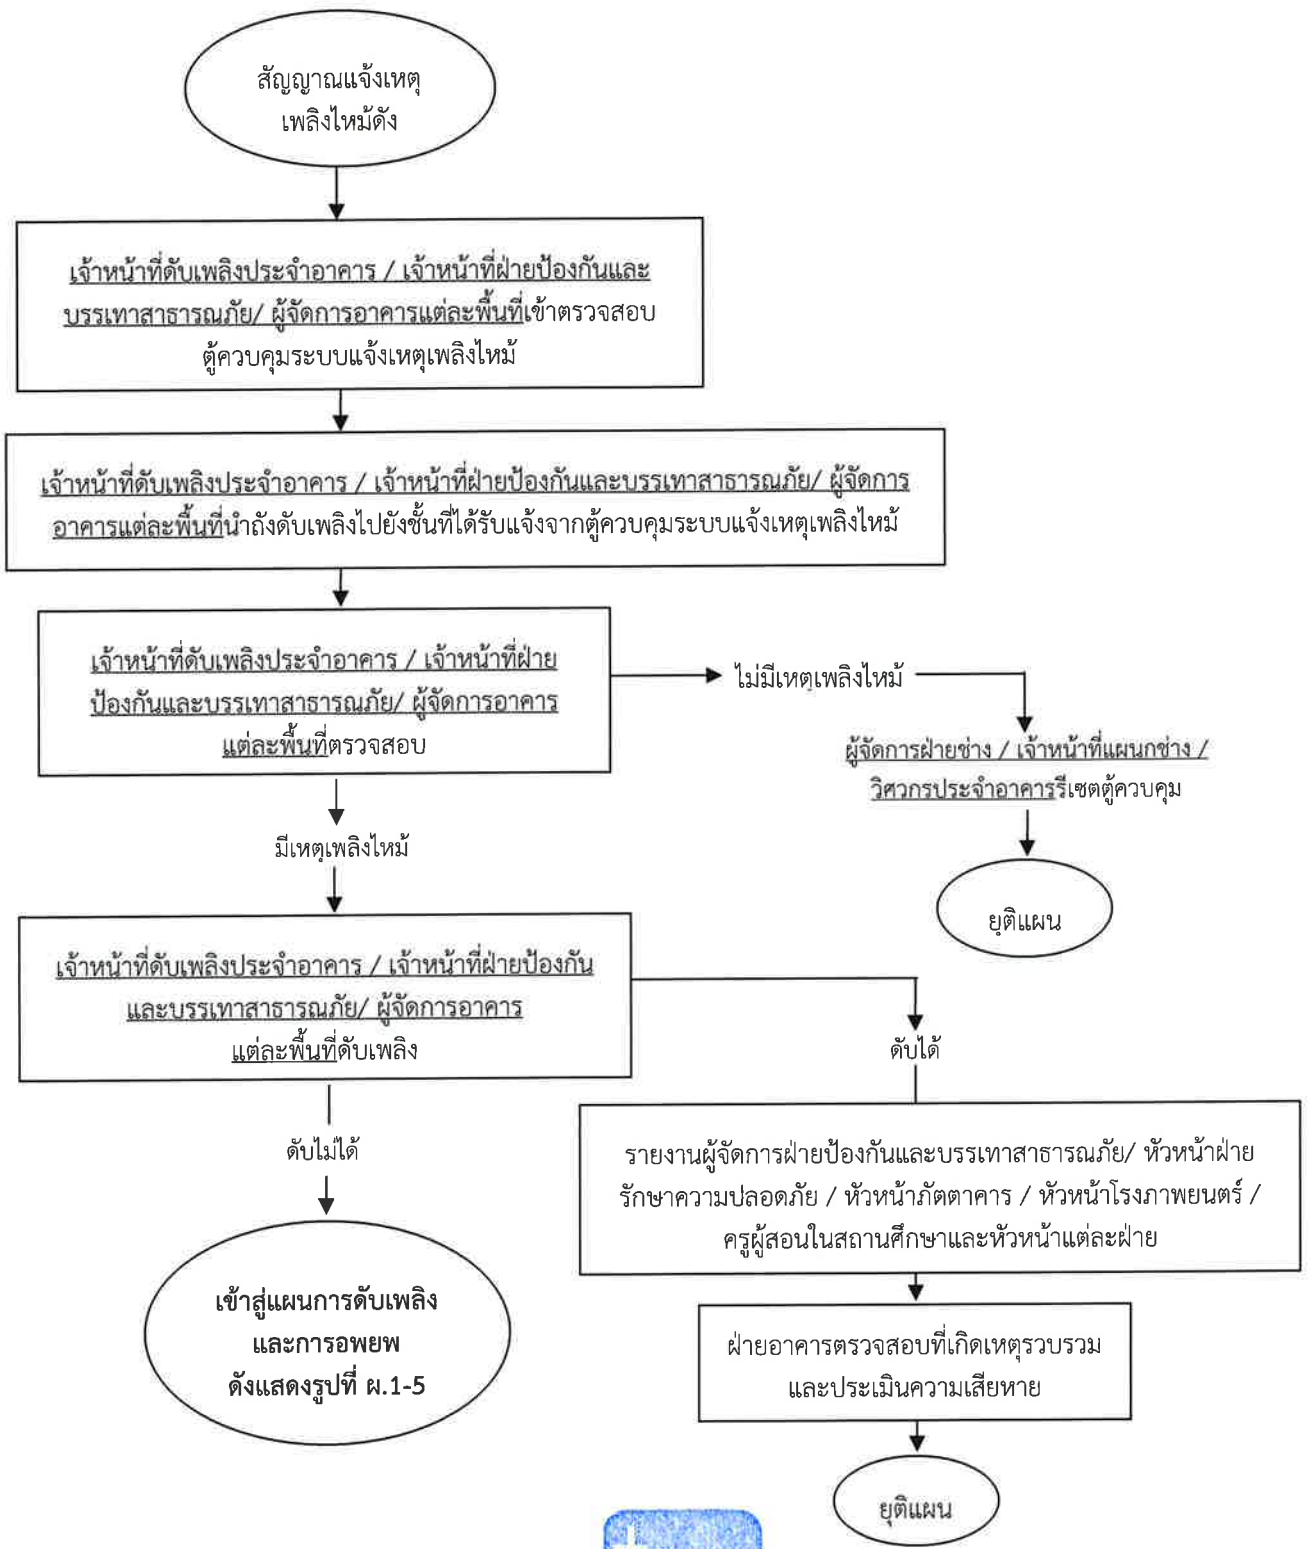 สัญญาณแจ้งเหตุ
เพลิงไหม้ดัง
เจ้าหน้าที่ดับเพลิงประจำอาคาร / เจ้าหน้าที่ฝ่ายป้องกันและ
บรรเทาสาธารณภัย/ ผู้จัดการอาคารแต่ละพื้นที่เข้าตรวจสอบ
ตู้ควบคุมระบบแจ้งเหตุเพลิงไหม้
เจ้าหน้าที่ดับเพลิงประจำอาคาร / เจ้าหน้าที่ฝ่ายป้องกันและบรรเทาสาธารณภัย/ ผู้จัดการ
อาคารแต่ละพื้นที่นำถังดับเพลิงไปยังชั้นที่ได้รับแจ้งจากตู้ควบคุมระบบแจ้งเหตุเพลิงไหม้
เจ้าหน้าที่ดับเพลิงประจำอาคาร / เจ้าหน้าที่ฝ่าย
ป้องกันและบรรเทาสาธารณภัย/ ผู้จัดการอาคาร
แต่ละพื้นที่ตรวจสอบ
ไม่มีเหตุเพลิงไหม้
ผู้จัดการฝ่ายช่าง / เจ้าหน้าที่แผนกช่าง /
วิศวกรประจำอาคารรีเซตตู้ควบคุม
ยุติแผน
มีเหตุเพลิงไหม้
เจ้าหน้าที่ดับเพลิงประจำอาคาร / เจ้าหน้าที่ฝ่ายป้องกัน
และบรรเทาสาธารณภัย/ ผู้จัดการอาคาร
แต่ละพื้นที่ดับเพลิง
ดับได้
ดับไม่ได้
รายงานผู้จัดการฝ่ายป้องกันและบรรเทาสาธารณภัย/ หัวหน้าฝ่าย
รักษาความปลอดภัย / หัวหน้าภัตตาคาร / หัวหน้าโรงภาพยนตร์ /
ครูผู้สอนในสถานศึกษาและหัวหน้าแต่ละฝ่าย
เข้าสู่แผนการดับเพลิง
และการอพยพ
ดังแสดงรูปที่ ผ.1-5
ฝ่ายอาคารตรวจสอบที่เกิดเหตุรวบรวม
และประเมินความเสียหาย
ยุติแผน